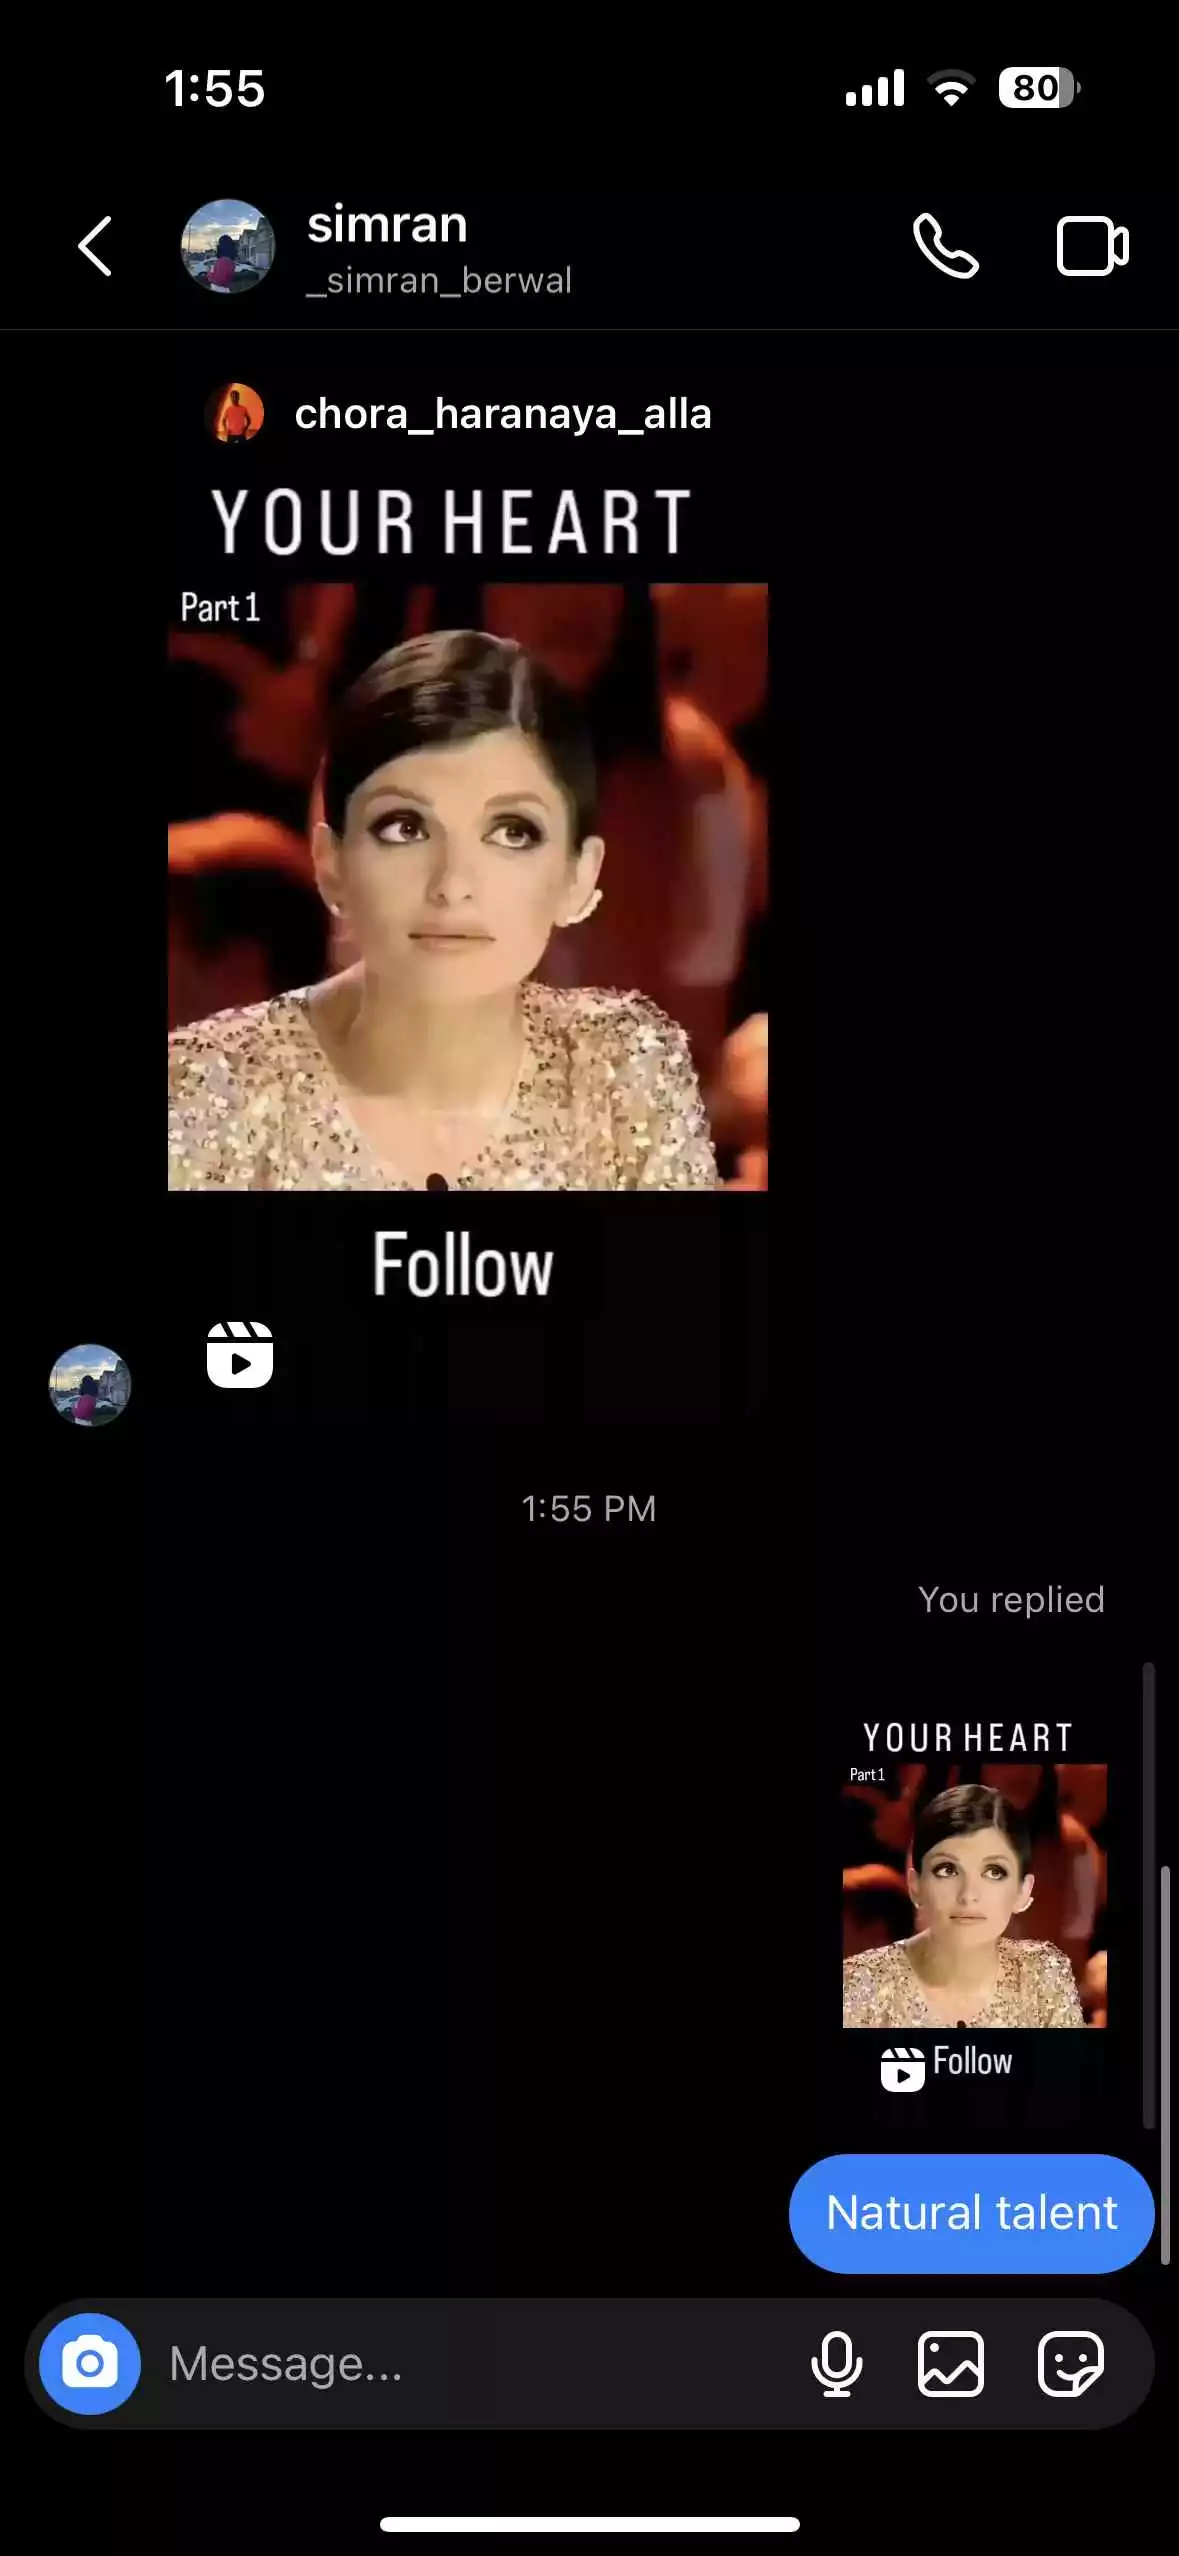 1:55
80
simran
_simran_berwal
chora_haranaya_alla
YOUR HEART
Part 1
Follow
1:55 PM
You replied
YOUR HEART
Part 1
Follow
Natural talent
Message...